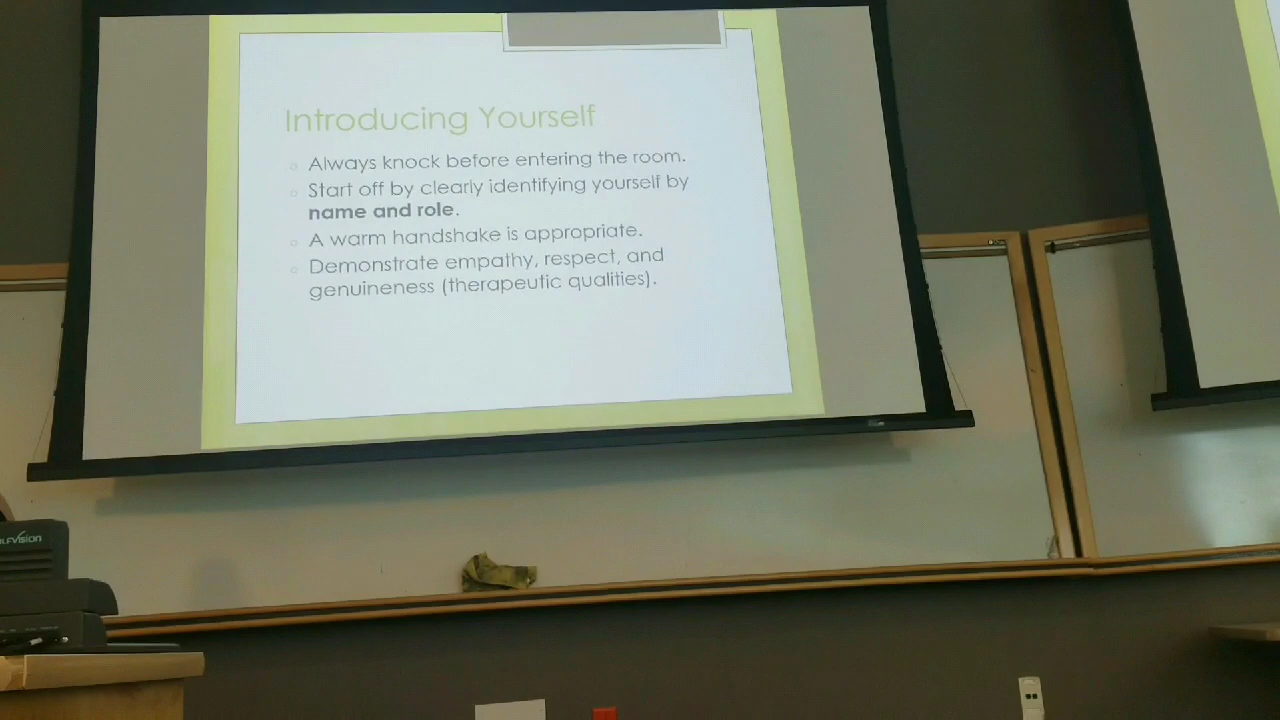 Introducing Yourself
Always knock before entering the room.
Start off by clearly identifying yourself by
name and role.
A warm handshake is appropriate.
Demonstrate empathy, respect, and
genuineness (therapeutic qualities).